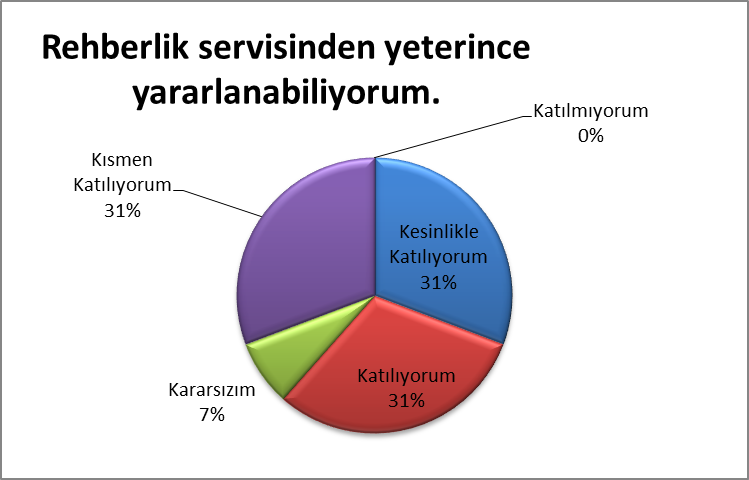 Rehberlik servisinden yeterince
yararlanabiliyorum.
Katılmıyorum
0%
Kısmen
Katılıyorum
31%
Kesinlikle
Katılıyorum
31%
Katılıyorum
31%
Kararsızım
7%